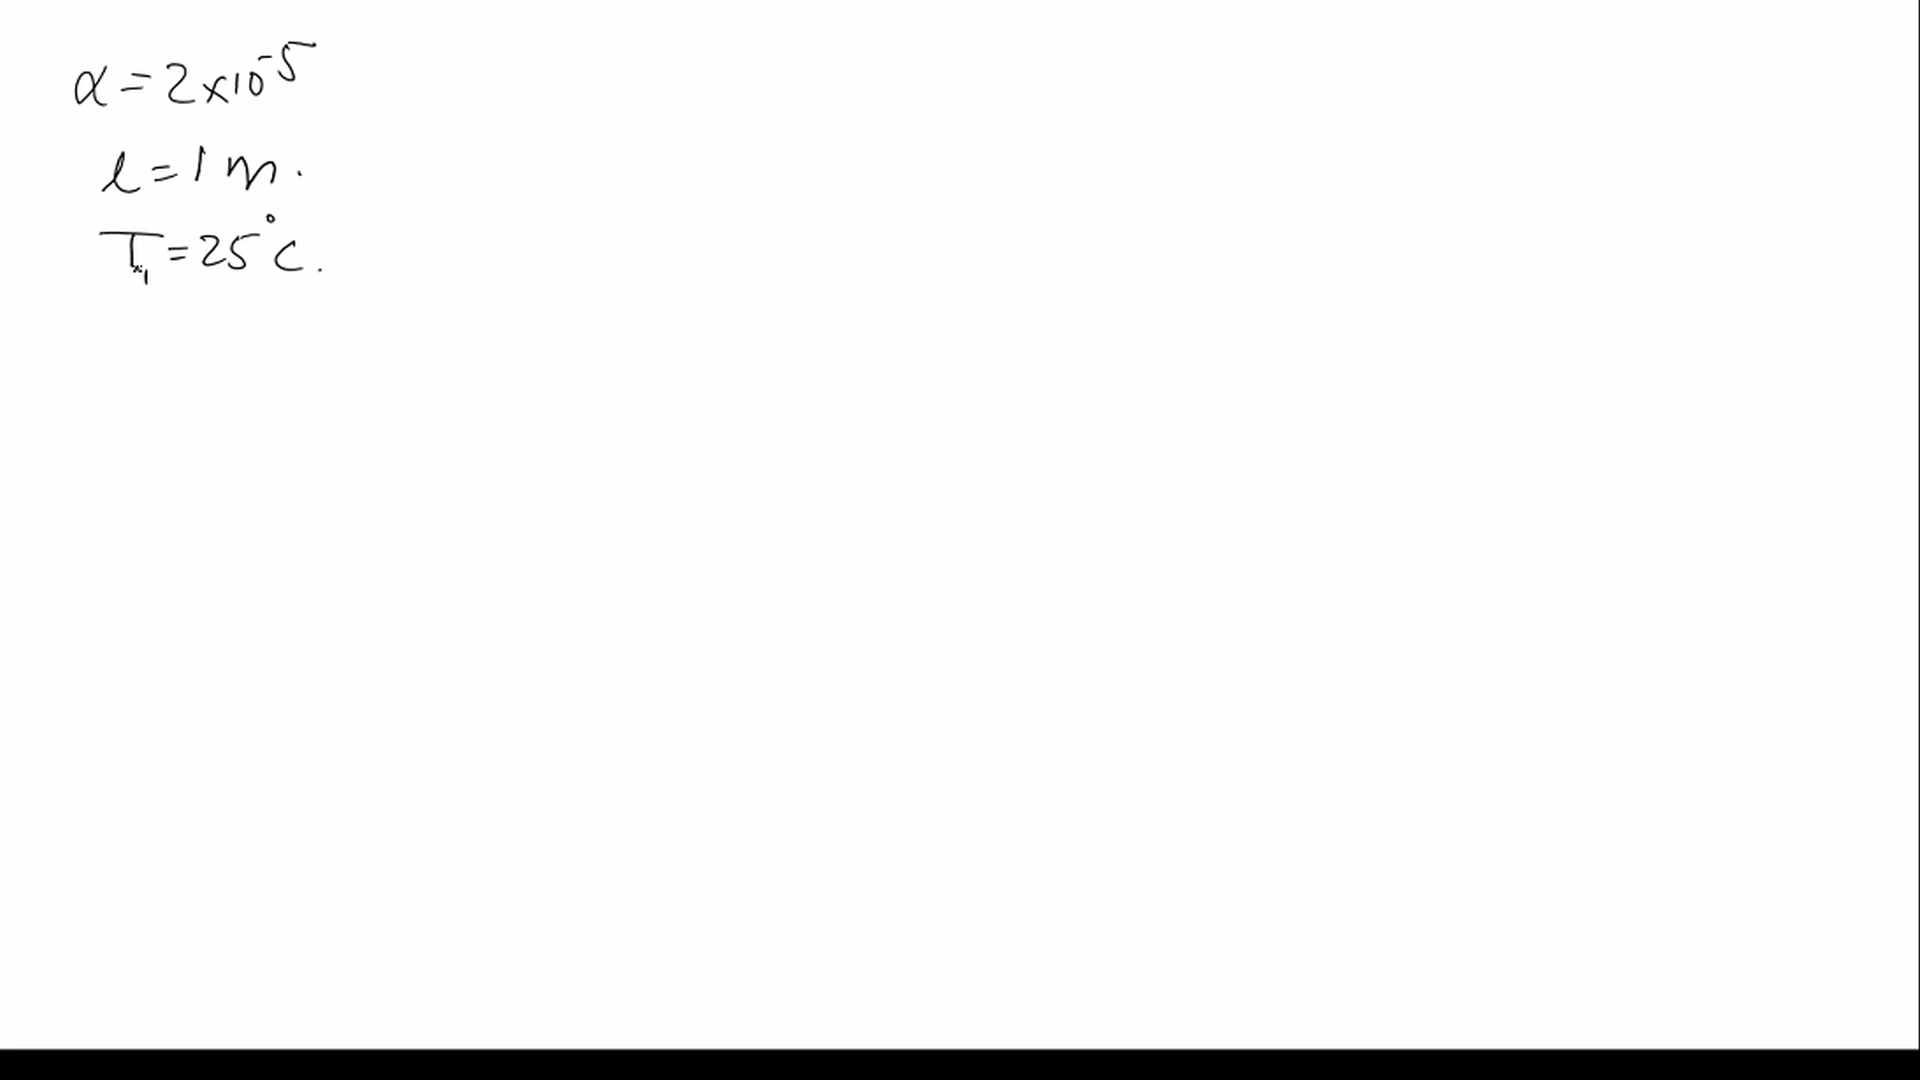 α = 2×10⁻⁵
l = 1 m.
T₁ = 25°C.